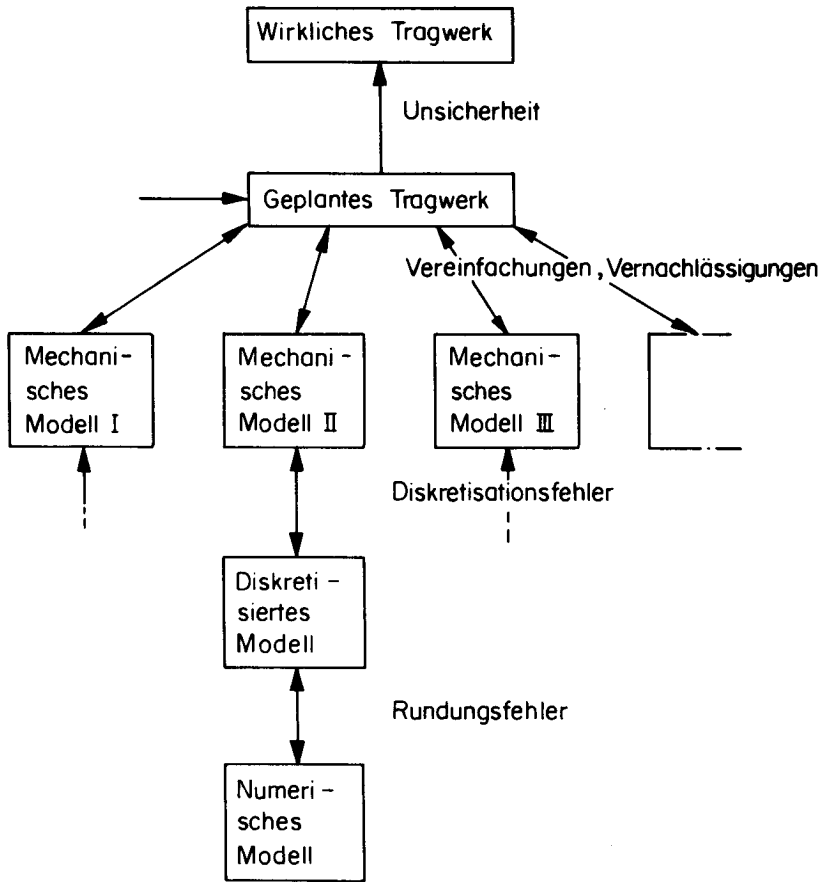 Wirkliches Tragwerk
Unsicherheit
Geplantes Tragwerk
Vereinfachungen, Vernachlässigungen
Mechani-
sches
Modell I
Mechani-
sches
Modell II
Mechani-
sches
Modell III
Diskretisationsfehler
Diskreti-
siertes
Modell
Rundungsfehler
Numeri-
sches
Modell